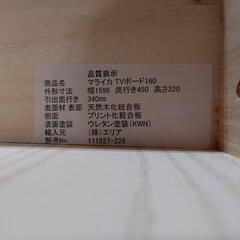 品質表示
商品名 マライカ TVボード160
外形寸法 幅1596 奥行き450 高さ320
引出奥行き 340mm
表面材 表面 天然木化粧合板
側面 プリント化粧合板
表面塗装 ウレタン塗装(KWN)
輸入元 (株)エリア
製造No 111527-226